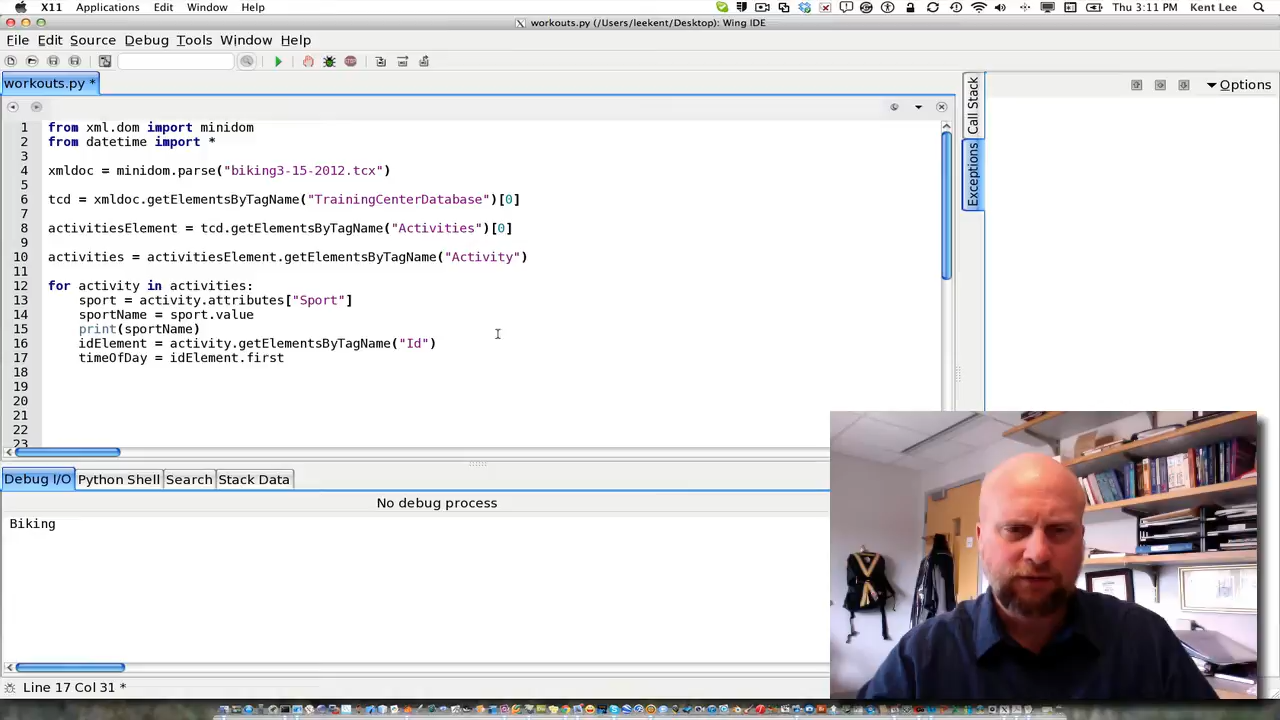 X11 Applications Edit Window Help Thu 3:11 PM Kent Lee
workouts.py (/Users/leekent/Desktop): Wing IDE
File Edit Source Debug Tools Window Help
workouts.py *
Options
Call Stack
Exceptions
1 from xml.dom import minidom
2 from datetime import *
3
4 xmldoc = minidom.parse("biking3-15-2012.tcx")
5
6 tcd = xmldoc.getElementsByTagName("TrainingCenterDatabase")[0]
7
8 activitiesElement = tcd.getElementsByTagName("Activities")[0]
9
10 activities = activitiesElement.getElementsByTagName("Activity")
11
12 for activity in activities:
13 sport = activity.attributes["Sport"]
14 sportName = sport.value
15 print(sportName)
16 idElement = activity.getElementsByTagName("Id")
17 timeOfDay = idElement.first
18
19
20
21
22
23
Debug I/O Python Shell Search Stack Data
No debug process
Biking
Line 17 Col 31 *